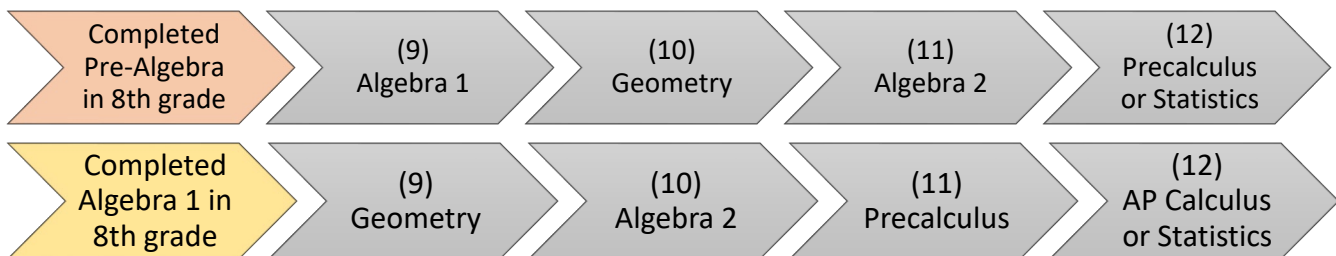 Completed
Pre-Algebra
in 8th grade
(9)
Algebra 1
(10)
Geometry
(11)
Algebra 2
(12)
Precalculus
or Statistics
Completed
Algebra 1 in
8th grade
(9)
Geometry
(10)
Algebra 2
(11)
Precalculus
(12)
AP Calculus
or Statistics